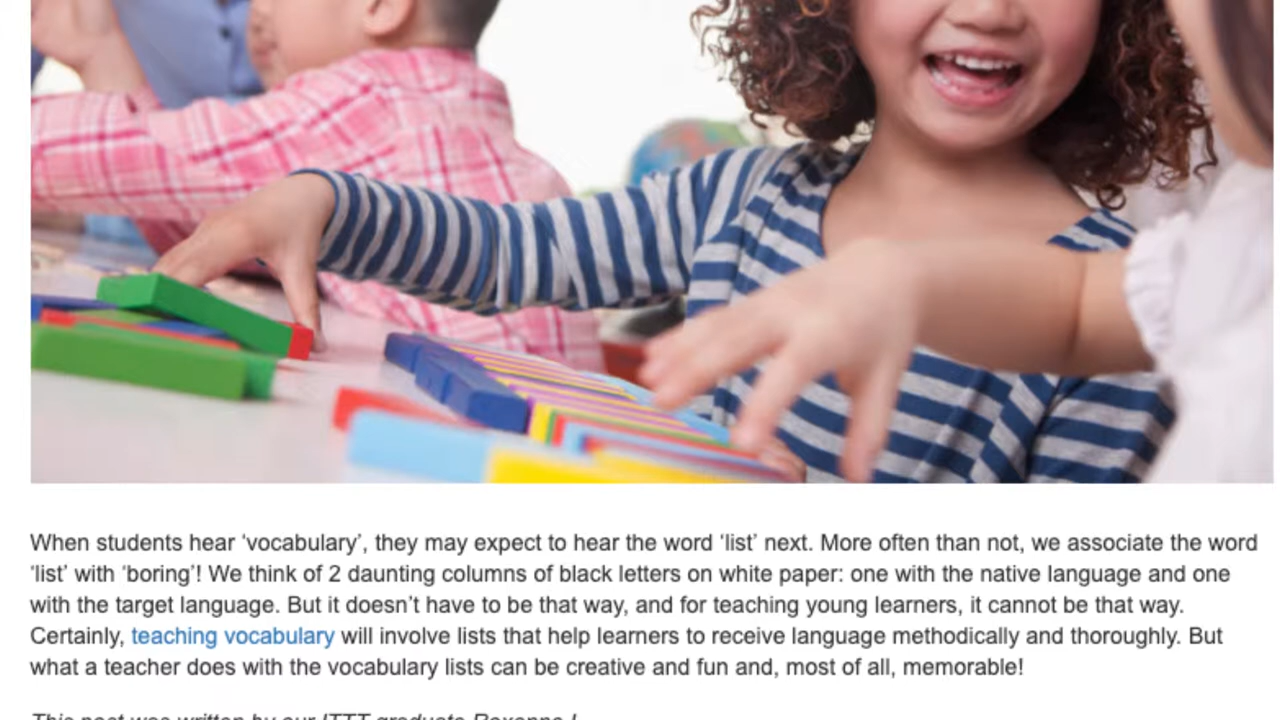 When students hear ‘vocabulary’, they may expect to hear the word ‘list’ next. More often than not, we associate the word
‘list’ with ‘boring’! We think of 2 daunting columns of black letters on white paper: one with the native language and one
with the target language. But it doesn’t have to be that way, and for teaching young learners, it cannot be that way.
Certainly, teaching vocabulary will involve lists that help learners to receive language methodically and thoroughly. But
what a teacher does with the vocabulary lists can be creative and fun and, most of all, memorable!
This post was written by our ITTT graduate Roxanne